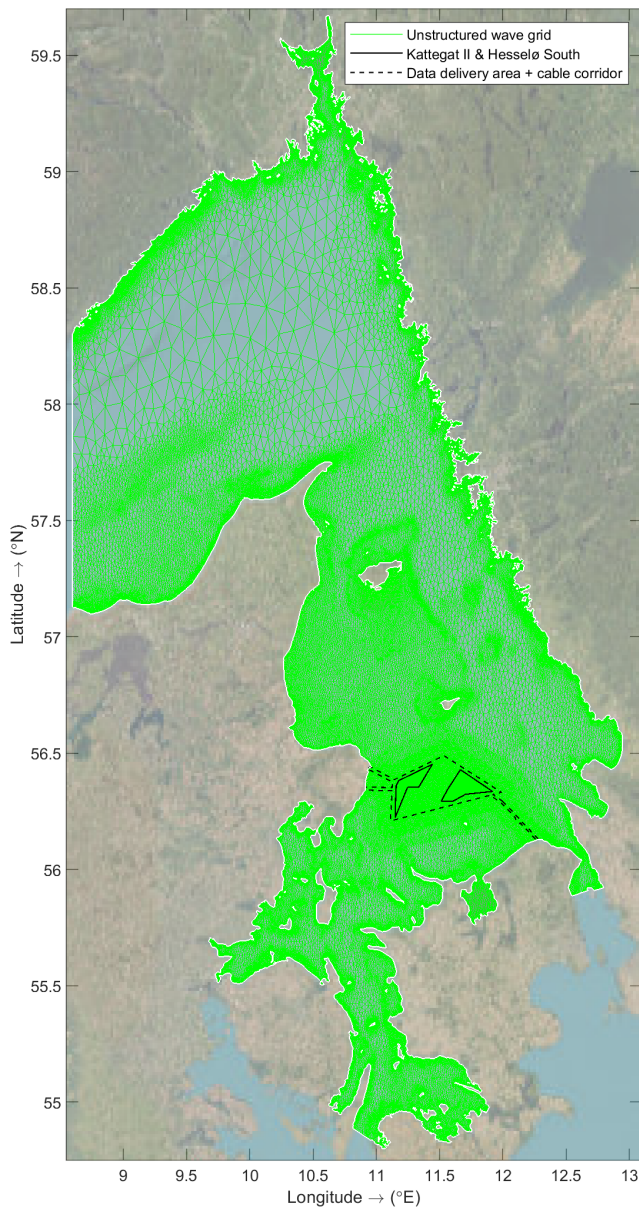 Unstructured wave grid
Kattegat II & Hesselø South
Data delivery area + cable corridor
59.5
59
58.5
58
57.5
57
56.5
56
55.5
55
Latitude → (°N)
9 9.5 10 10.5 11 11.5 12 12.5 13
Longitude → (°E)